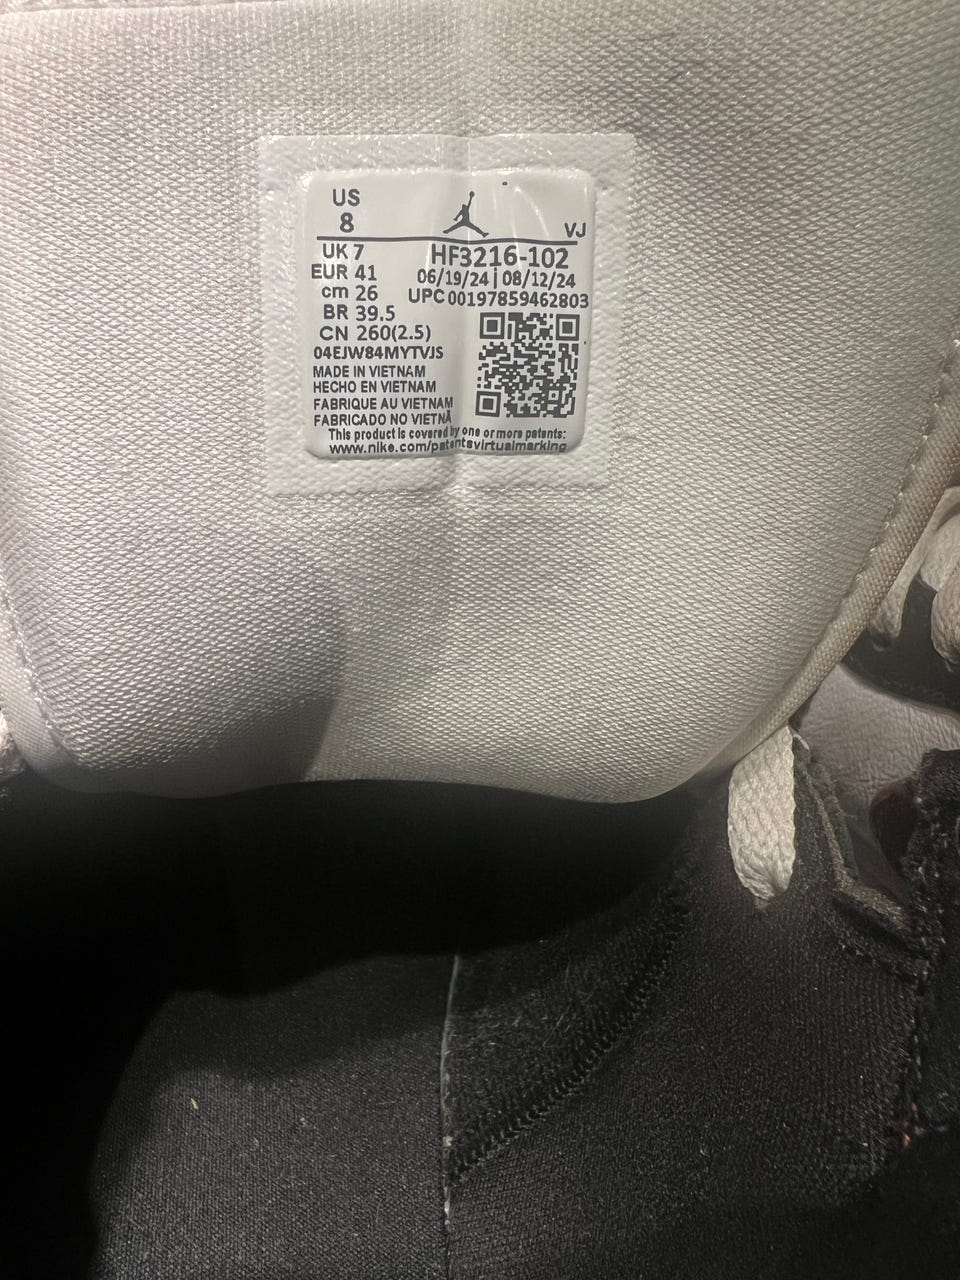 US
8
VJ
UK 7
HF3216-102
EUR 41
06/19/24 | 08/12/24
cm 26
UPC 00197859462803
BR 39.5
CN 260(2.5)
04EJW84MYTVJS
MADE IN VIETNAM
HECHO EN VIETNAM
FABRIQUE AU VIETNAM
FABRICADO NO VIETNÃ
This product is covered by one or more patents:
www.nike.com/patentsvirtualmarking